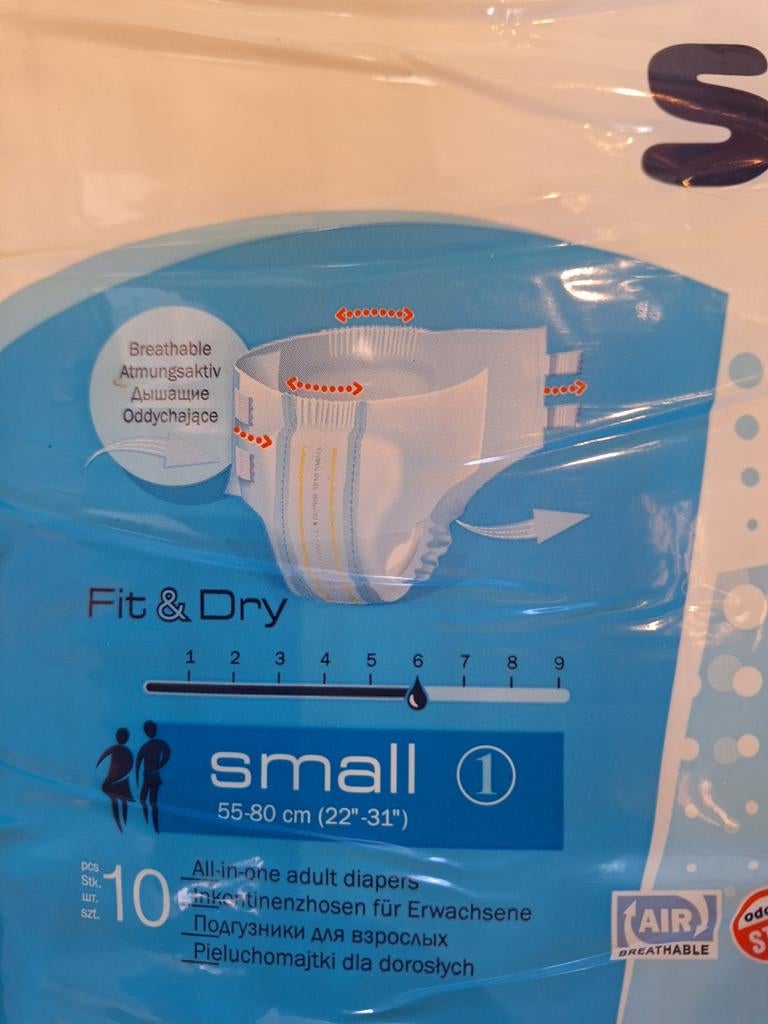 S
Breathable
Atmungsaktiv
Дышащие
Oddychające
Fit & Dry
1 2 3 4 5 6 7 8 9
small 1
55-80 cm (22"-31")
pcs
Stk.
шт.
szt.
10
All-in-one adult diapers
Inkontinenzhosen für Erwachsene
Подгузники для взрослых
Pieluchomajtki dla dorosłych
AIR
BREATHABLE
odo
ST